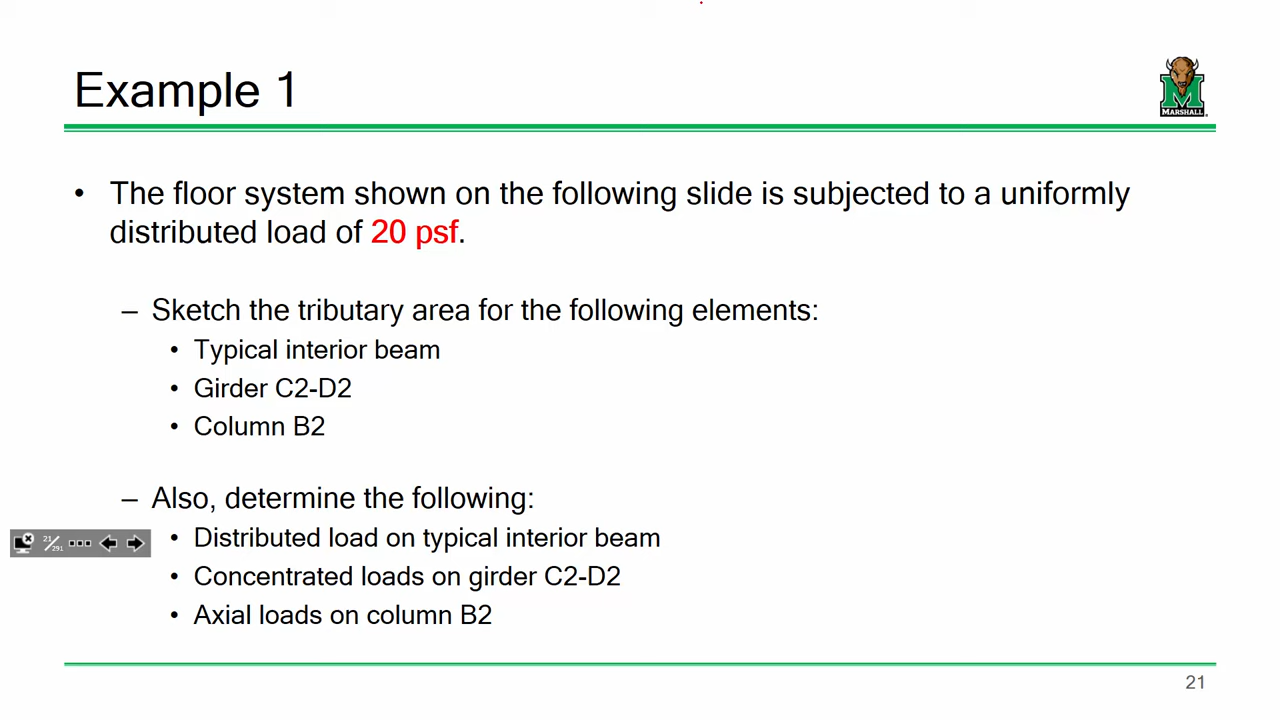 Example 1
MARSHALL
• The floor system shown on the following slide is subjected to a uniformly
distributed load of 20 psf.
– Sketch the tributary area for the following elements:
• Typical interior beam
• Girder C2-D2
• Column B2
– Also, determine the following:
• Distributed load on typical interior beam
• Concentrated loads on girder C2-D2
• Axial loads on column B2
21/291
21